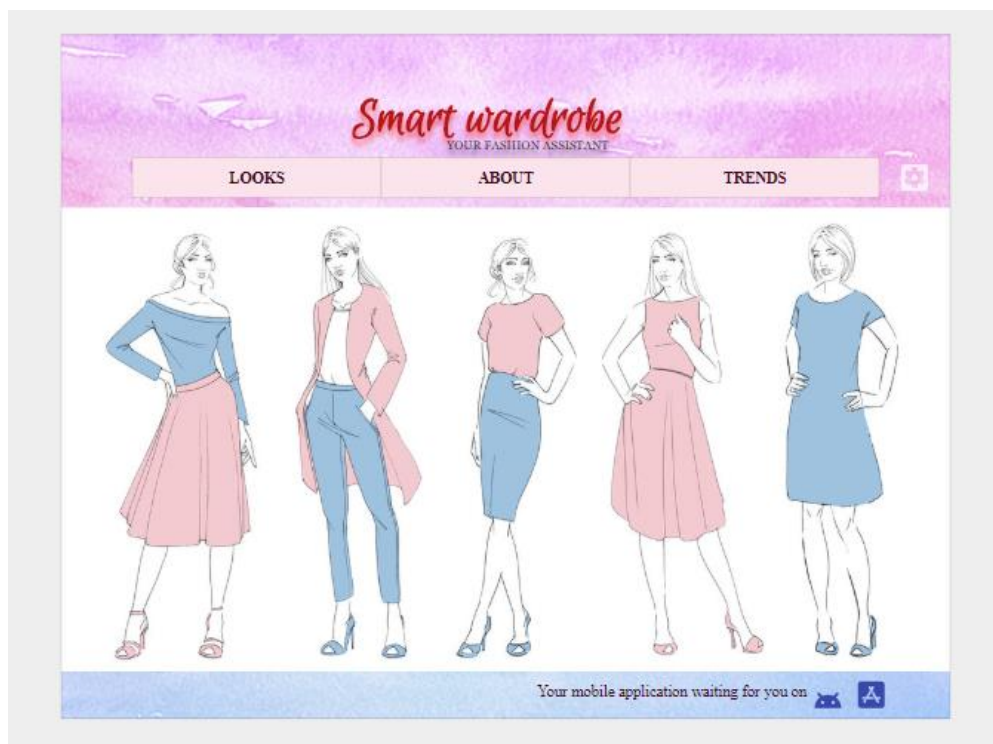 Smart wardrobe
YOUR FASHION ASSISTANT
LOOKS ABOUT TRENDS
Your mobile application waiting for you on